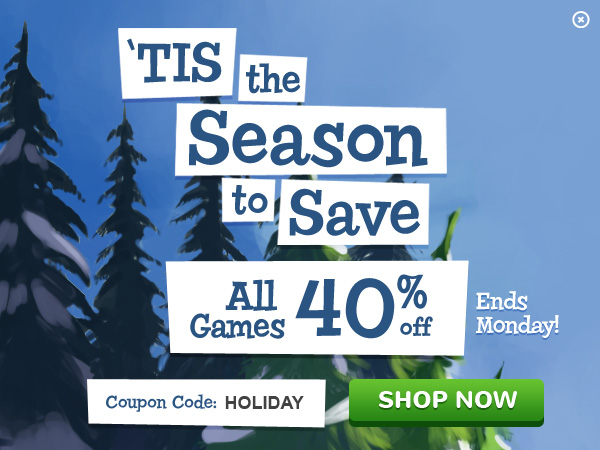 ‘TIS the
Season
to Save
All Games 40% off
Ends Monday!
Coupon Code: HOLIDAY
SHOP NOW